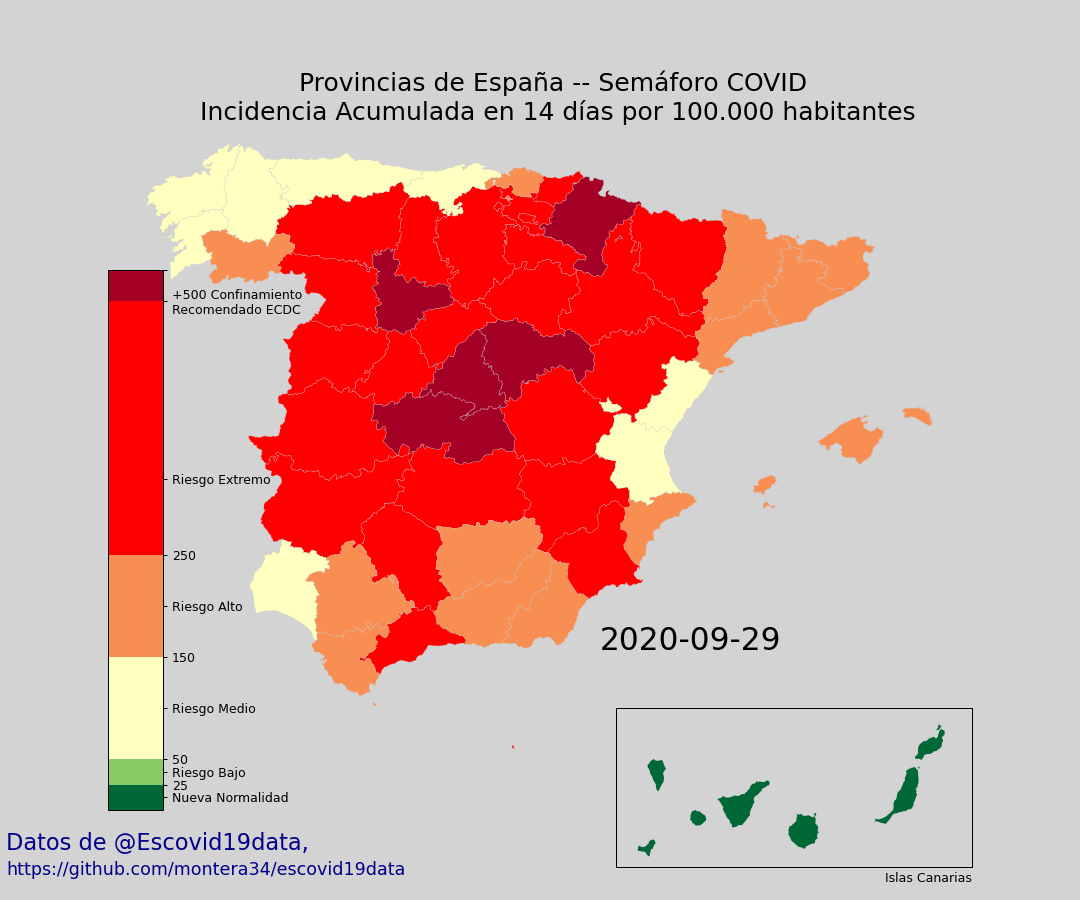 Provincias de España -- Semáforo COVID
Incidencia Acumulada en 14 días por 100.000 habitantes
+500 Confinamiento
Recomendado ECDC
Riesgo Extremo
250
Riesgo Alto
150
Riesgo Medio
50
Riesgo Bajo
25
Nueva Normalidad
2020-09-29
Islas Canarias
Datos de @Escovid19data,
https://github.com/montera34/escovid19data